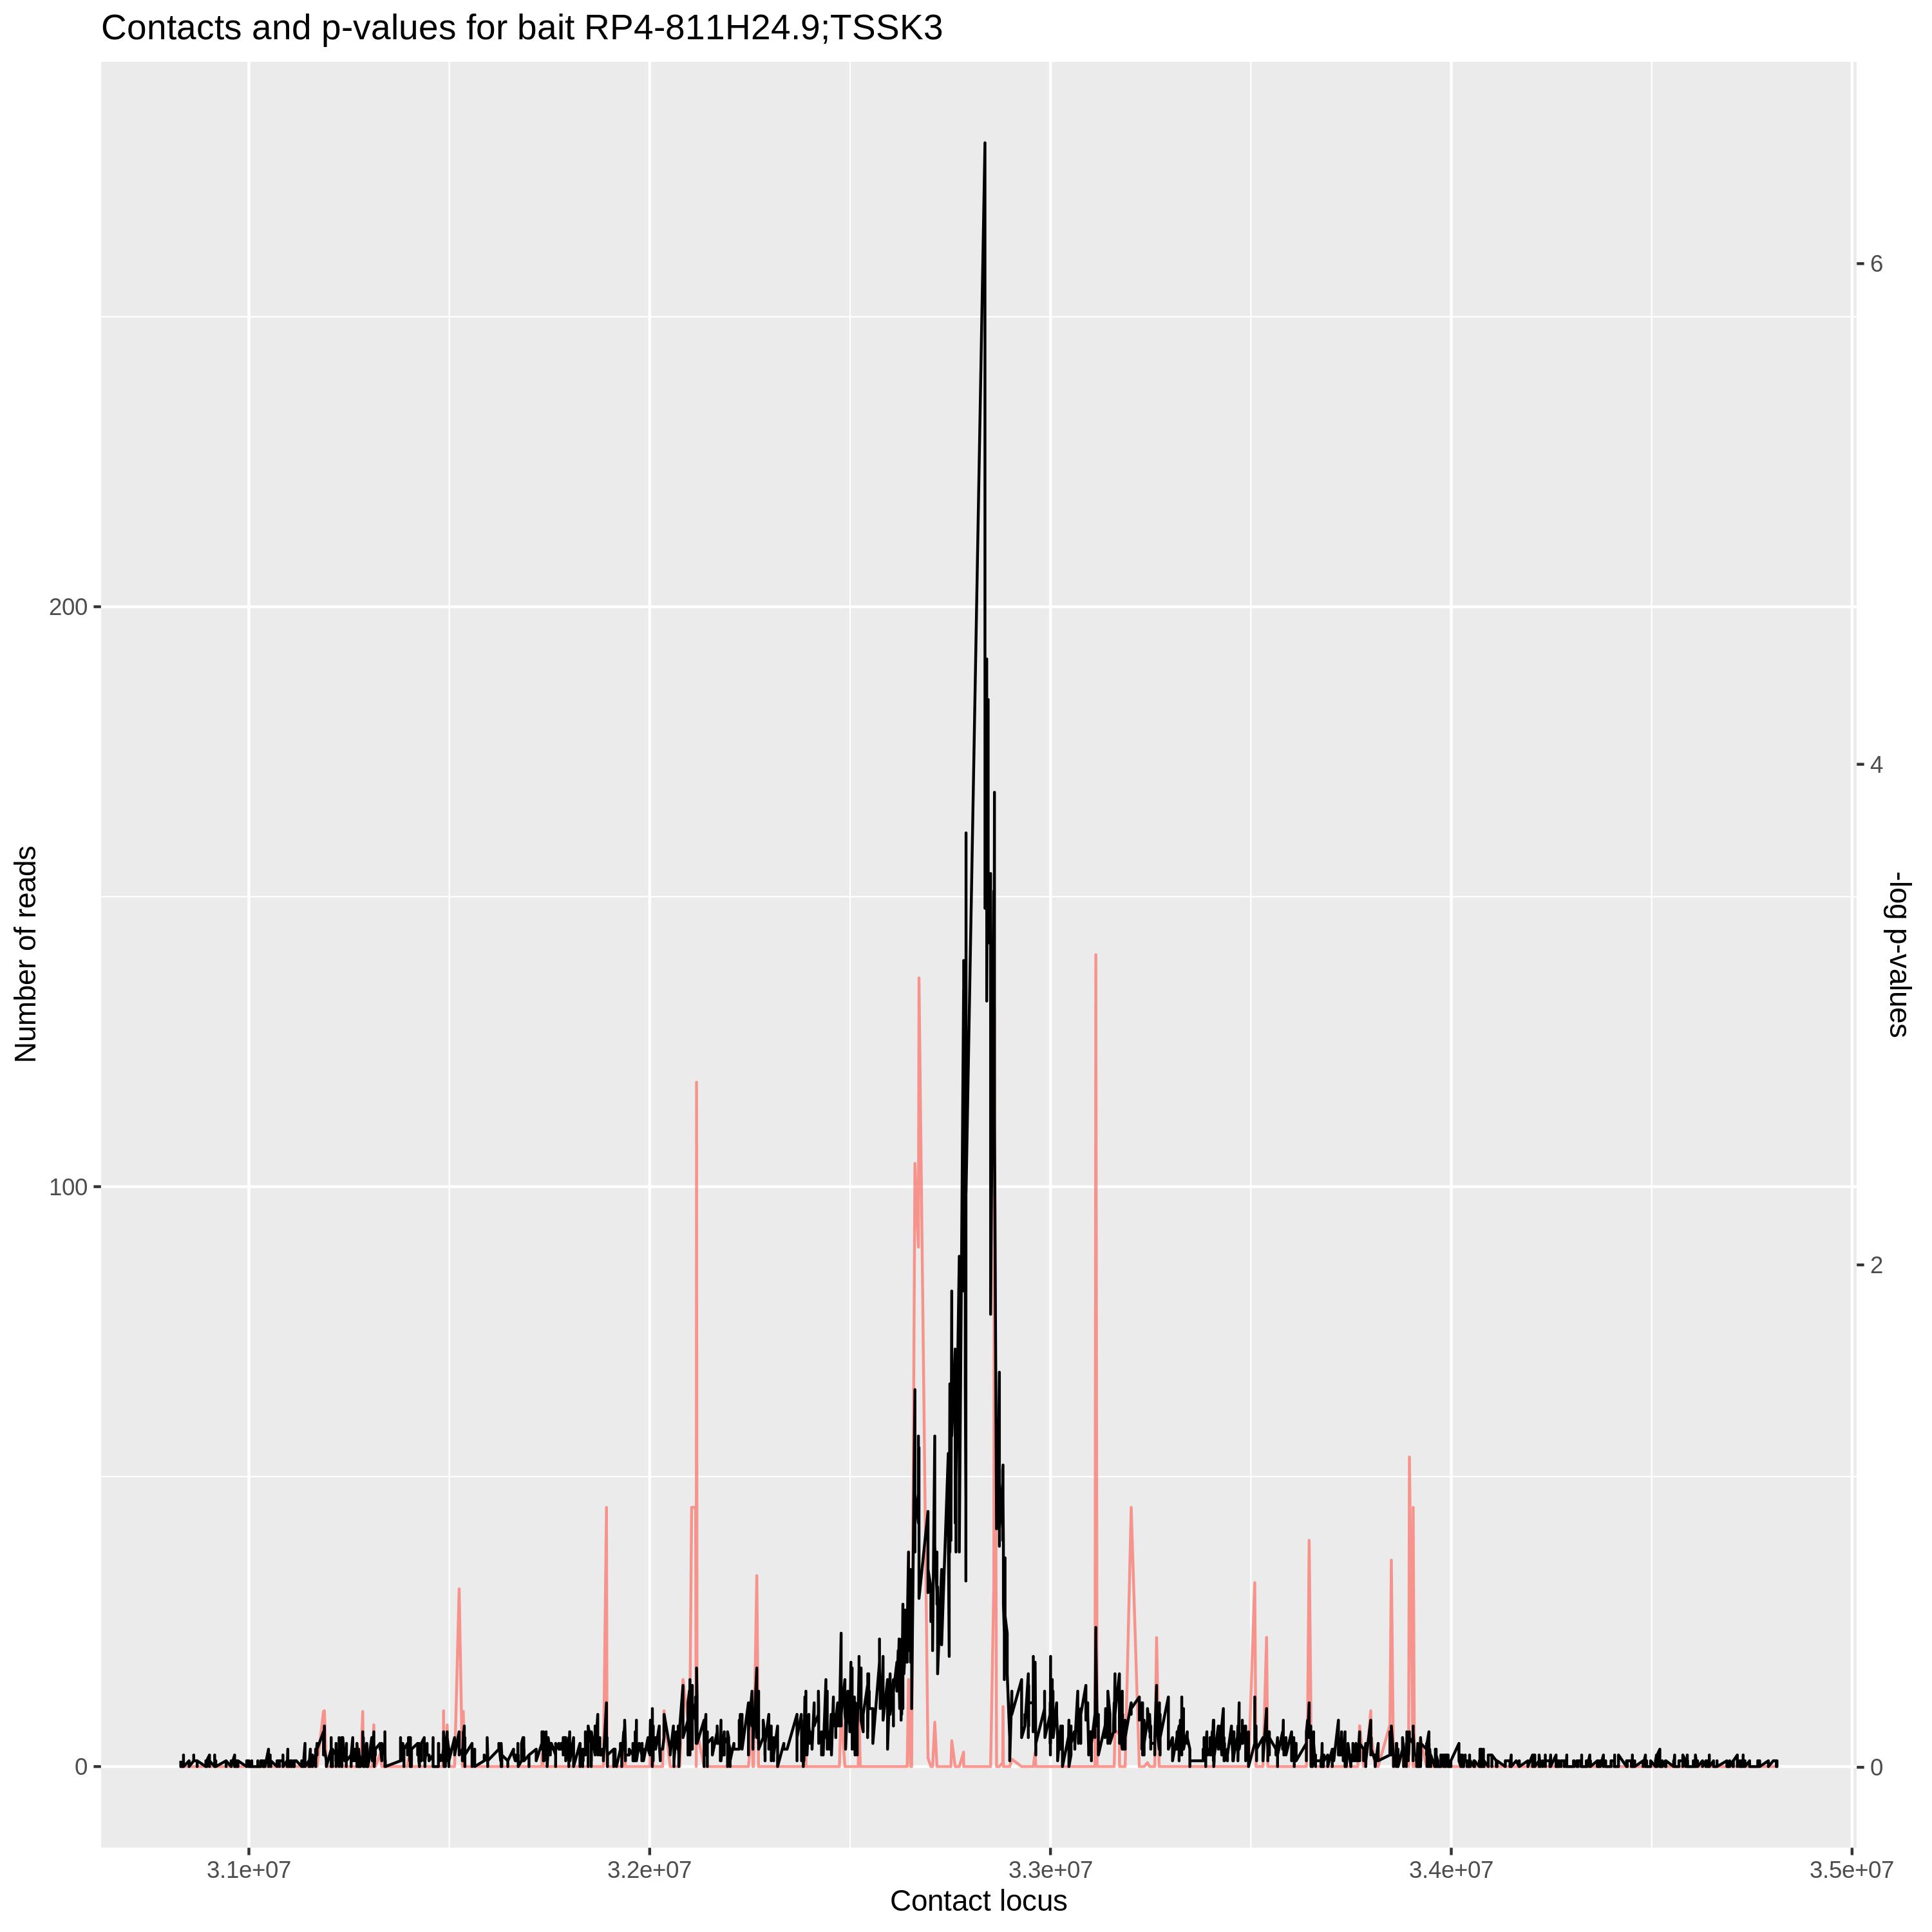 Contacts and p-values for bait RP4-811H24.9;TSSK3
Number of reads
200
100
0
6
4
2
0
-log p-values
3.1e+07
3.2e+07
3.3e+07
3.4e+07
3.5e+07
Contact locus